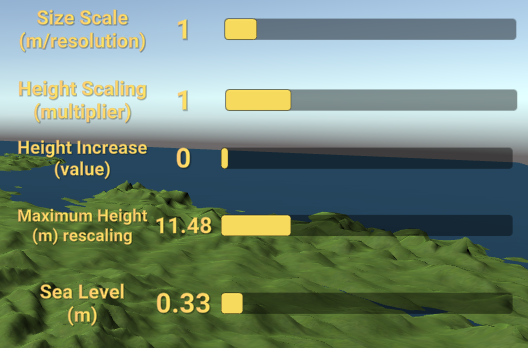 Size Scale
(m/resolution) 1
Height Scaling
(multiplier) 1
Height Increase
(value) 0
Maximum Height
(m) rescaling 11.48
Sea Level
(m) 0.33